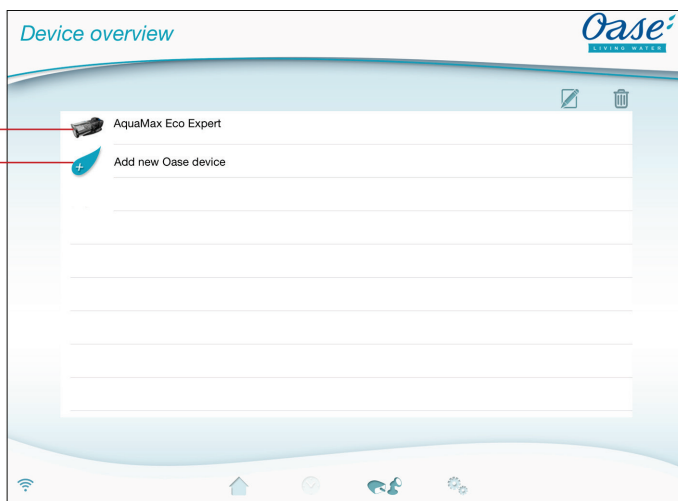 Device overview
Oase
LIVING WATER
AquaMax Eco Expert
Add new Oase device